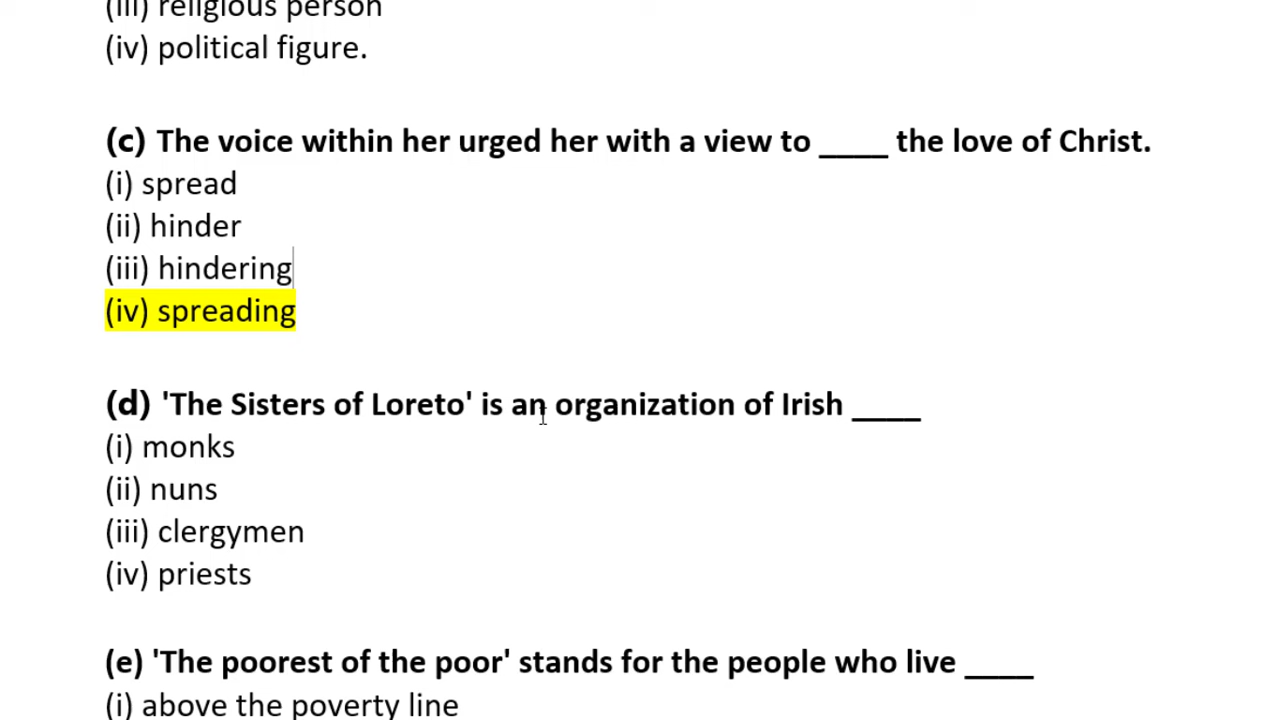 (iii) religious person
(iv) political figure.
(c) The voice within her urged her with a view to ____ the love of Christ.
(i) spread
(ii) hinder
(iii) hindering
(iv) spreading
(d) 'The Sisters of Loreto' is an organization of Irish ____
(i) monks
(ii) nuns
(iii) clergymen
(iv) priests
(e) 'The poorest of the poor' stands for the people who live ____
(i) above the poverty line